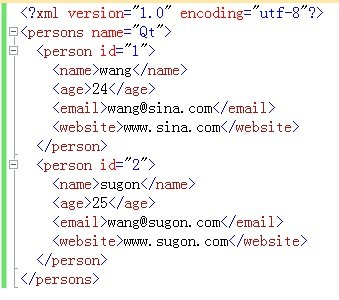 <?xml version="1.0" encoding="utf-8"?>
<persons name="Qt">
<person id="1">
<name>wang</name>
<age>24</age>
<email>wang@sina.com</email>
<website>www.sina.com</website>
</person>
<person id="2">
<name>sugon</name>
<age>25</age>
<email>wang@sugon.com</email>
<website>www.sugon.com</website>
</person>
</persons>